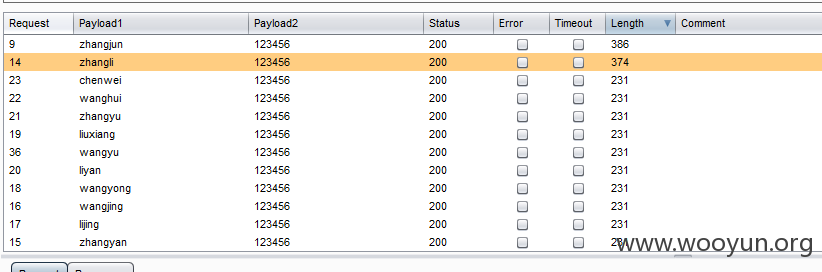 Request Payload1 Payload2 Status Error Timeout Length Comment
9 zhangjun 123456 200 386
14 zhangli 123456 200 374
23 chenwei 123456 200 231
22 wanghui 123456 200 231
21 zhangyu 123456 200 231
19 liuxiang 123456 200 231
36 wangyu 123456 200 231
20 liyan 123456 200 231
18 wangyong 123456 200 231
16 wangjing 123456 200 231
17 lijing 123456 200 231
15 zhangyan 123456 200 231
www.wooyun.org